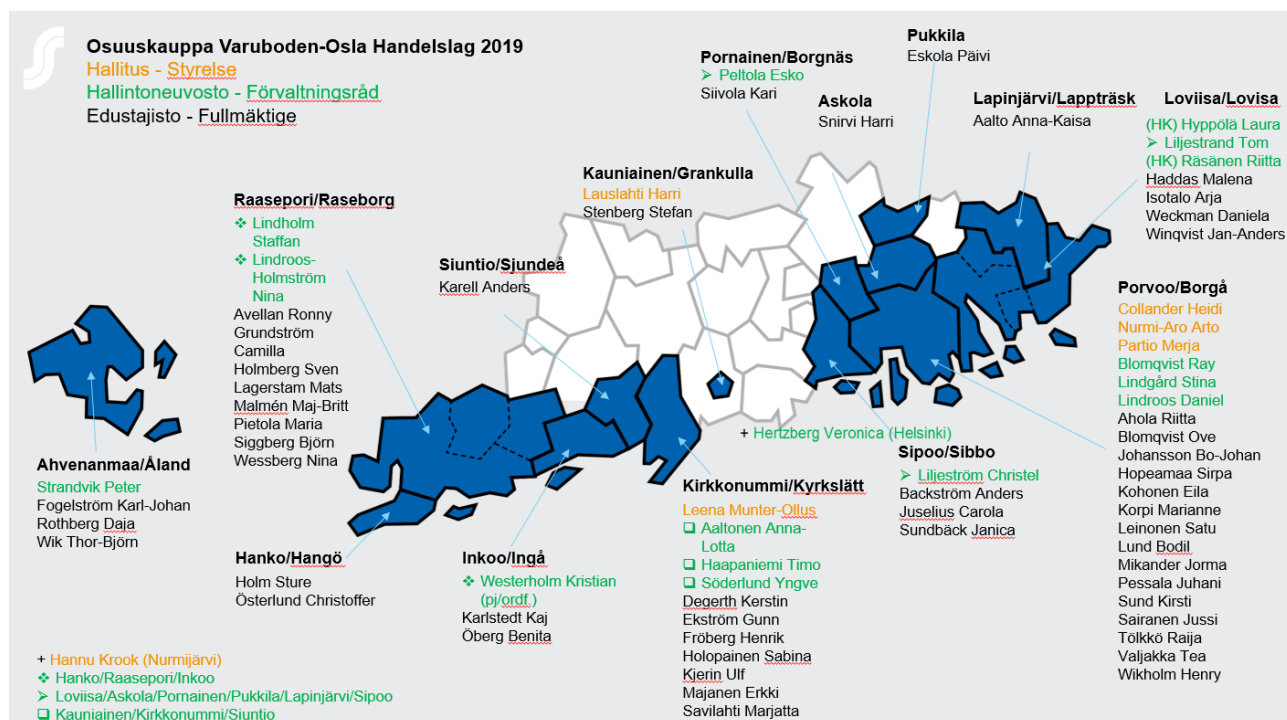 Osuuskauppa Varuboden-Osla Handelslag 2019
Hallitus - Styrelse
Hallintoneuvosto - Förvaltningsråd
Edustajisto - Fullmäktige
Pukkila
Eskola Päivi
Pornainen/Borgnäs
➢ Peltola Esko
Siivola Kari
Askola
Snirvi Harri
Lapinjärvi/Lappträsk
Aalto Anna-Kaisa
Loviisa/Lovisa
(HK) Hyppölä Laura
➢ Liljestrand Tom
(HK) Räsänen Riitta
Haddas Malena
Isotalo Arja
Weckman Daniela
Winqvist Jan-Anders
Kauniainen/Grankulla
Lauslahti Harri
Stenberg Stefan
Raasepori/Raseborg
❖ Lindholm
Staffan
❖ Lindroos-
Holmström
Nina
Avellan Ronny
Grundström
Camilla
Holmberg Sven
Lagerstam Mats
Malmén Maj-Britt
Pietola Maria
Siggberg Björn
Wessberg Nina
Siuntio/Sjundeå
Karell Anders
Porvoo/Borgå
Collander Heidi
Nurmi-Aro Arto
Partio Merja
Blomqvist Ray
Lindgård Stina
Lindroos Daniel
Ahola Riitta
Blomqvist Ove
Johansson Bo-Johan
Hopeamaa Sirpa
Kohonen Eila
Korpi Marianne
Leinonen Satu
Lund Bodil
Mikander Jorma
Pessala Juhani
Sund Kirsti
Sairanen Jussi
Tölkkö Raija
Valjakka Tea
Wikholm Henry
+ Hertzberg Veronica (Helsinki)
Sipoo/Sibbo
➢ Liljeström Christel
Backström Anders
Juselius Carola
Sundbäck Janica
Ahvenanmaa/Åland
Strandvik Peter
Fogelström Karl-Johan
Rothberg Daja
Wik Thor-Björn
Kirkkonummi/Kyrkslätt
Leena Munter-Ollus
❑ Aaltonen Anna-
Lotta
❑ Haapaniemi Timo
❑ Söderlund Yngve
Degerth Kerstin
Ekström Gunn
Fröberg Henrik
Holopainen Sabina
Kjerin Ulf
Majanen Erkki
Savilahti Marjatta
Hanko/Hangö
Holm Sture
Österlund Christoffer
Inkoo/Ingå
❖ Westerholm Kristian
(pj/ordf.)
Karlstedt Kaj
Öberg Benita
+ Hannu Krook (Nurmijärvi)
❖ Hanko/Raasepori/Inkoo
➢ Loviisa/Askola/Pornainen/Pukkila/Lapinjärvi/Sipoo
❑ Kauniainen/Kirkkonummi/Siuntio